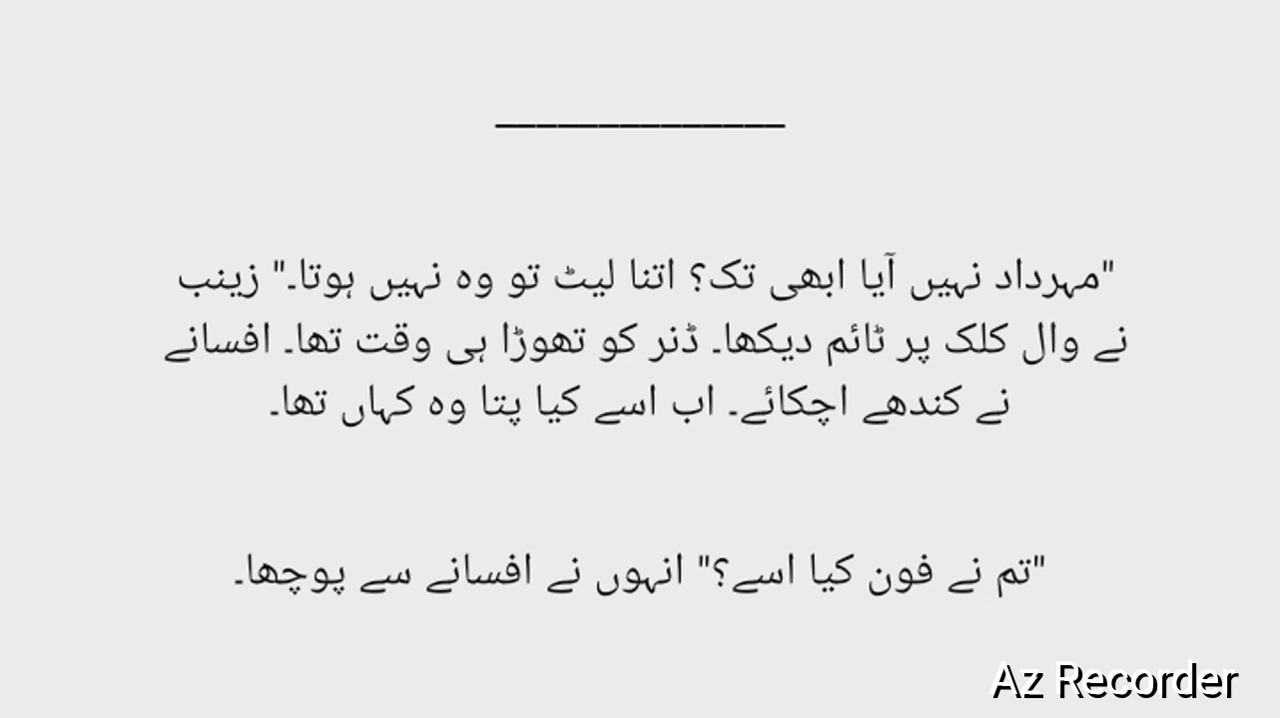 ______________
"مہرداد نہیں آیا ابھی تک؟ اتنا لیٹ تو وہ نہیں ہوتا۔" زینب
نے وال کلک پر ٹائم دیکھا۔ ڈنر کو تھوڑا ہی وقت تھا۔ افسانے
نے کندھے اچکائے۔ اب اسے کیا پتا وہ کہاں تھا۔
"تم نے فون کیا اسے؟" انہوں نے افسانے سے پوچھا۔
Az Recorder